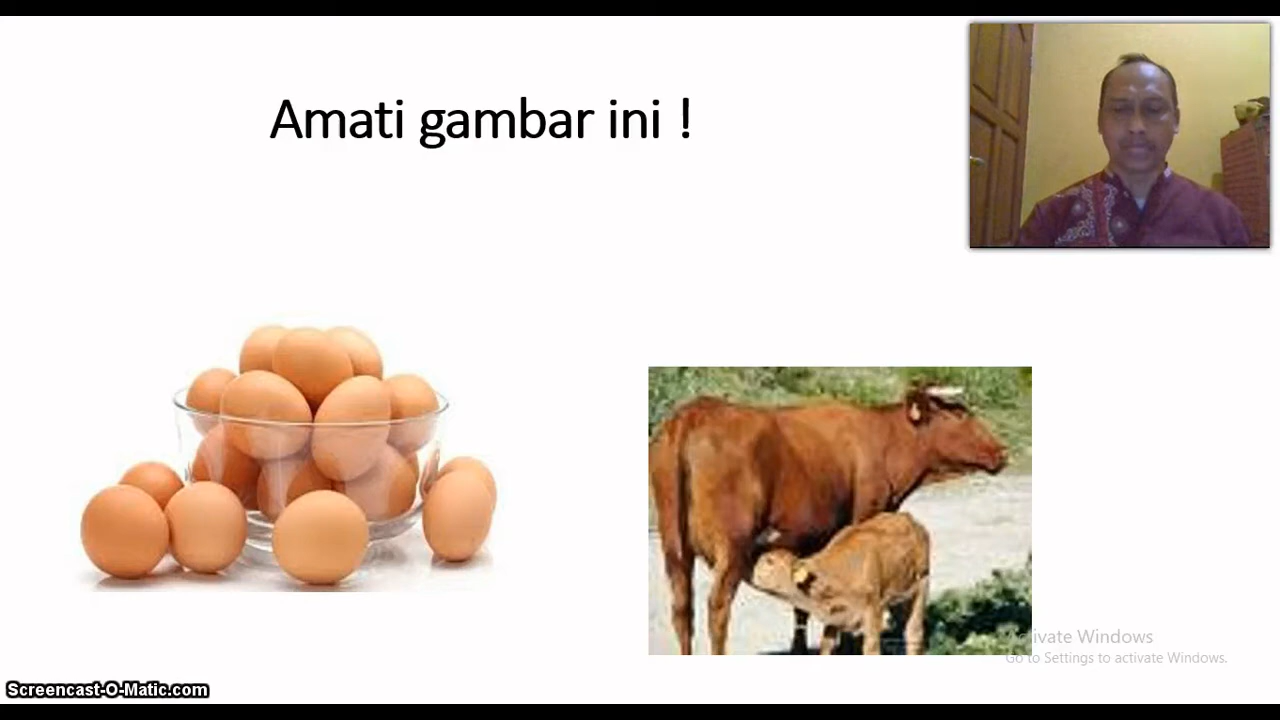 Amati gambar ini !
Activate Windows
Go to Settings to activate Windows.
Screencast-O-Matic.com